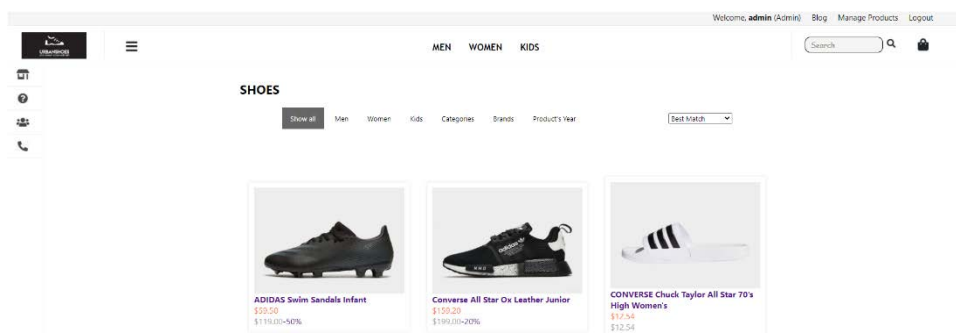 Welcome, admin (Admin) Blog Manage Products Logout
URBANSHOES
MEN WOMEN KIDS
Search
SHOES
Show all Men Women Kids Categories Brands Product's Year
Best Match
ADIDAS Swim Sandals Infant
$59.50
$119.00-50%
Converse All Star Ox Leather Junior
$159.20
$199.00-20%
CONVERSE Chuck Taylor All Star 70's
High Women's
$12.54
$12.54